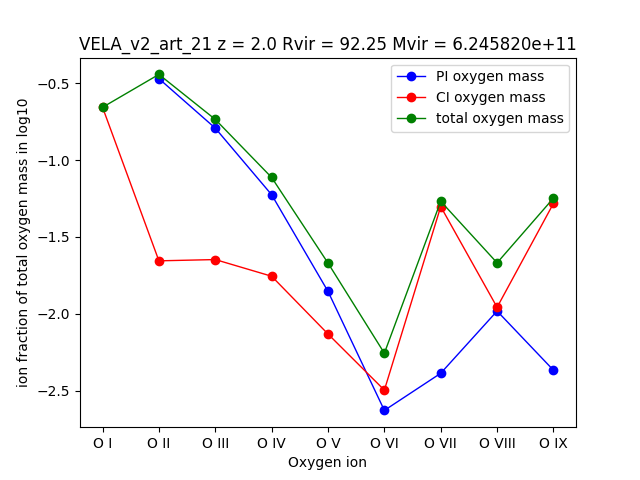 VELA_v2_art_21 z = 2.0 Rvir = 92.25 Mvir = 6.245820e+11
PI oxygen mass
CI oxygen mass
total oxygen mass
ion fraction of total oxygen mass in log10
−0.5
−1.0
−1.5
−2.0
−2.5
O I O II O III O IV O V O VI O VII O VIII O IX
Oxygen ion